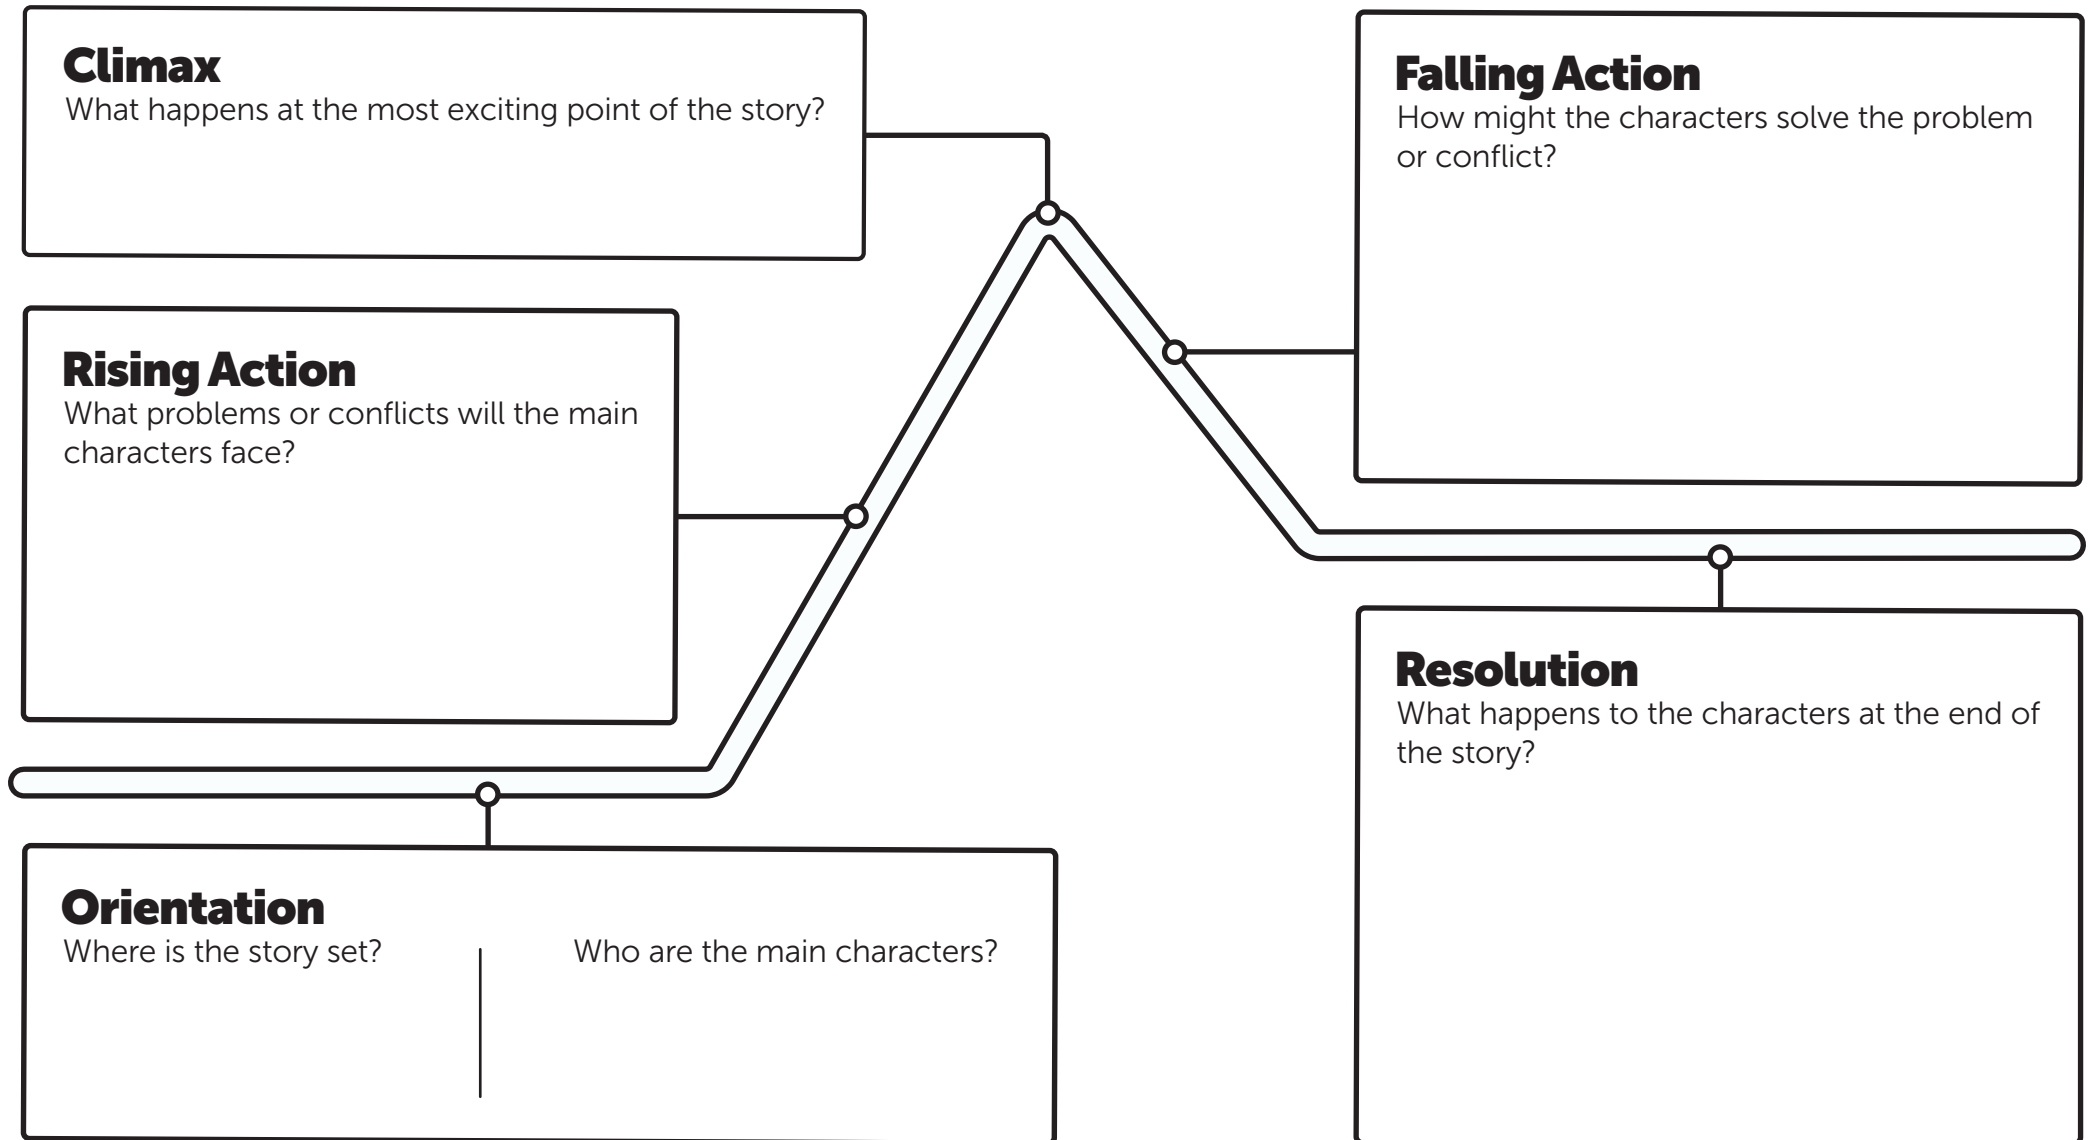 Climax
What happens at the most exciting point of the story?
Rising Action
What problems or conflicts will the main
characters face?
Orientation
Where is the story set?
Who are the main characters?
Falling Action
How might the characters solve the problem
or conflict?
Resolution
What happens to the characters at the end of
the story?